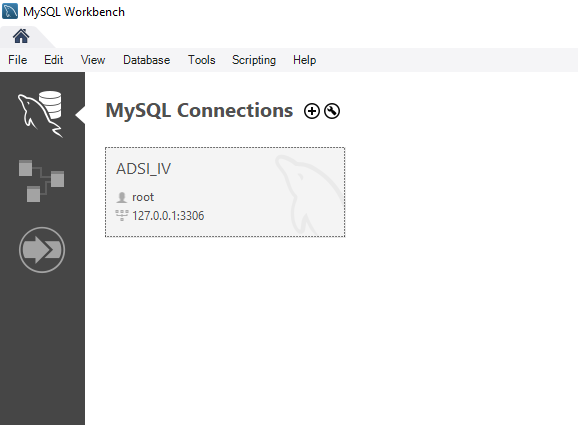 MySQL Workbench
File Edit View Database Tools Scripting Help
MySQL Connections
ADSI_IV
root
127.0.0.1:3306